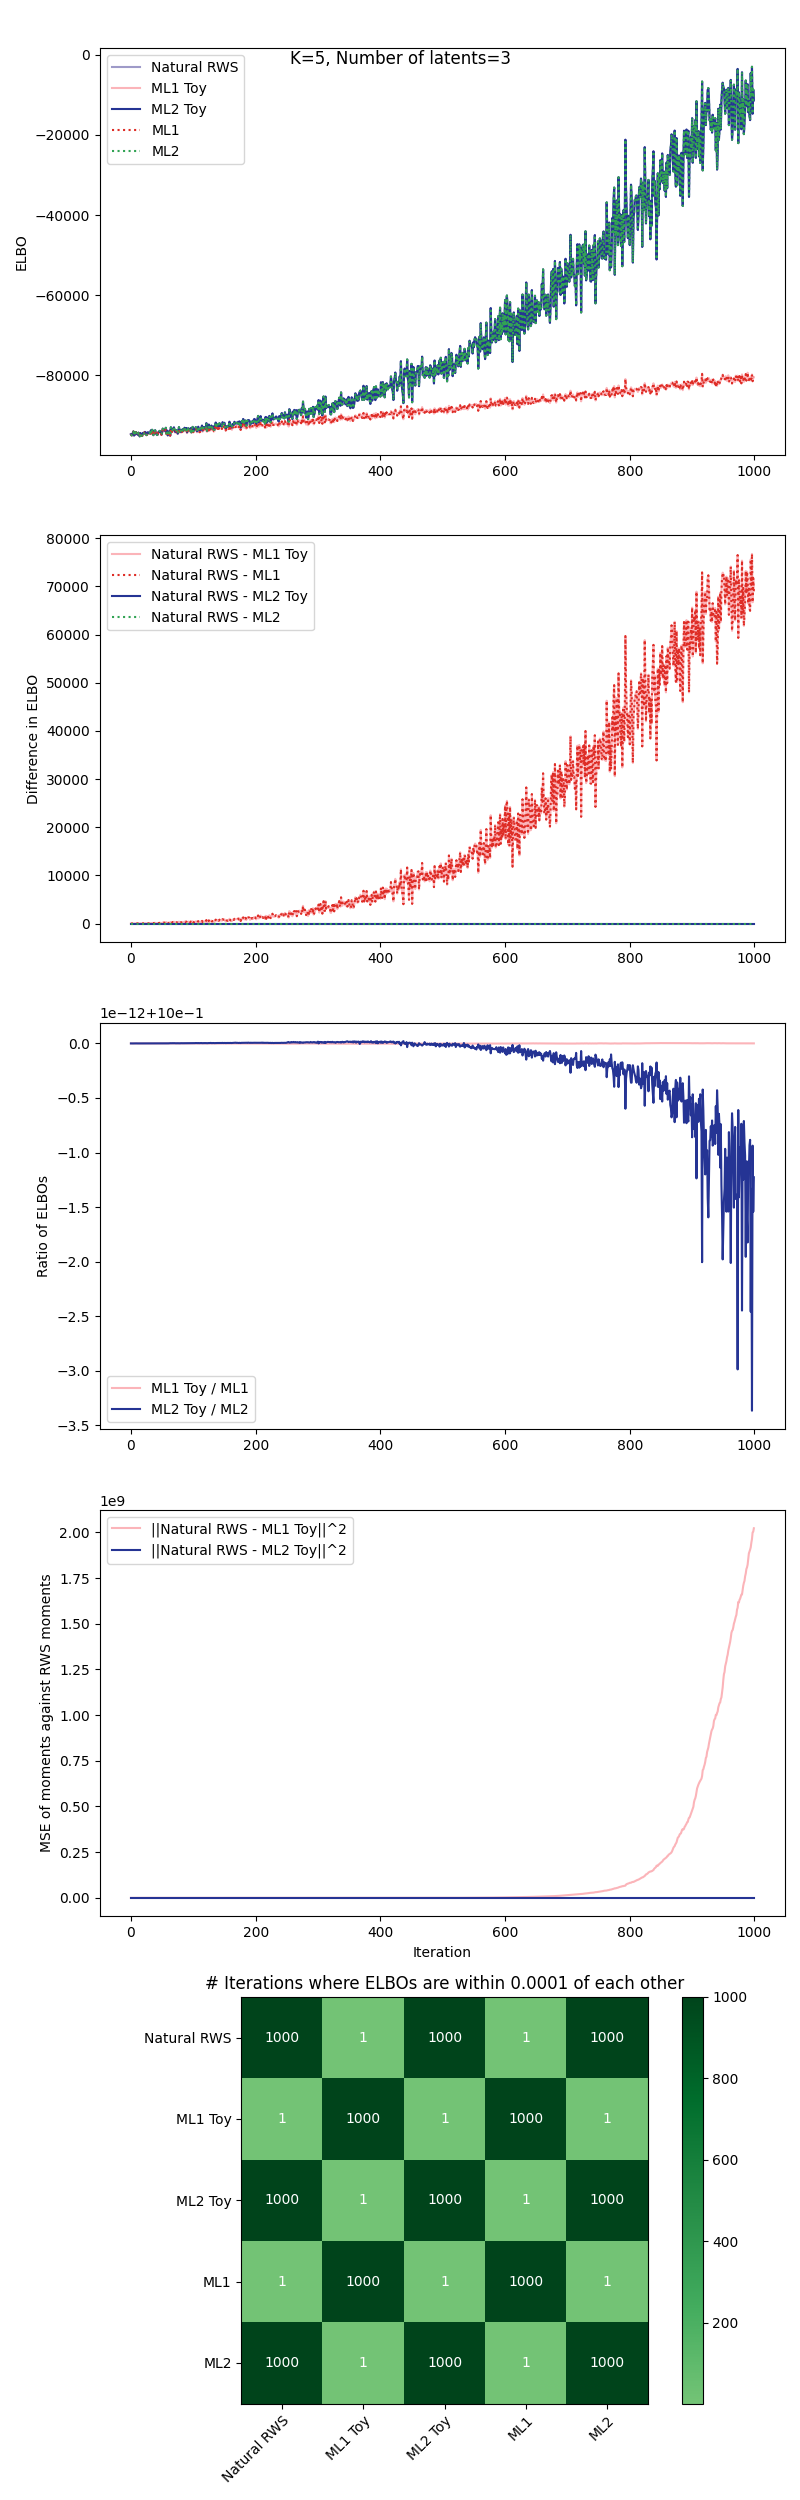 K=5, Number of latents=3
0
−20000
−40000
−60000
−80000
ELBO
Natural RWS
ML1 Toy
ML2 Toy
ML1
ML2
0 200 400 600 800 1000
80000
70000
60000
50000
40000
30000
20000
10000
0
Difference in ELBO
Natural RWS - ML1 Toy
Natural RWS - ML1
Natural RWS - ML2 Toy
Natural RWS - ML2
0 200 400 600 800 1000
1e−12+10e−1
0.0
−0.5
−1.0
−1.5
−2.0
−2.5
−3.0
−3.5
Ratio of ELBOs
ML1 Toy / ML1
ML2 Toy / ML2
0 200 400 600 800 1000
1e9
2.00
1.75
1.50
1.25
1.00
0.75
0.50
0.25
0.00
MSE of moments against RWS moments
||Natural RWS - ML1 Toy||^2
||Natural RWS - ML2 Toy||^2
0 200 400 600 800 1000
Iteration
# Iterations where ELBOs are within 0.0001 of each other
Natural RWS 1000 1 1000 1 1000
ML1 Toy 1 1000 1 1000 1
ML2 Toy 1000 1 1000 1 1000
ML1 1 1000 1 1000 1
ML2 1000 1 1000 1 1000
Natural RWS ML1 Toy ML2 Toy ML1 ML2
1000
800
600
400
200